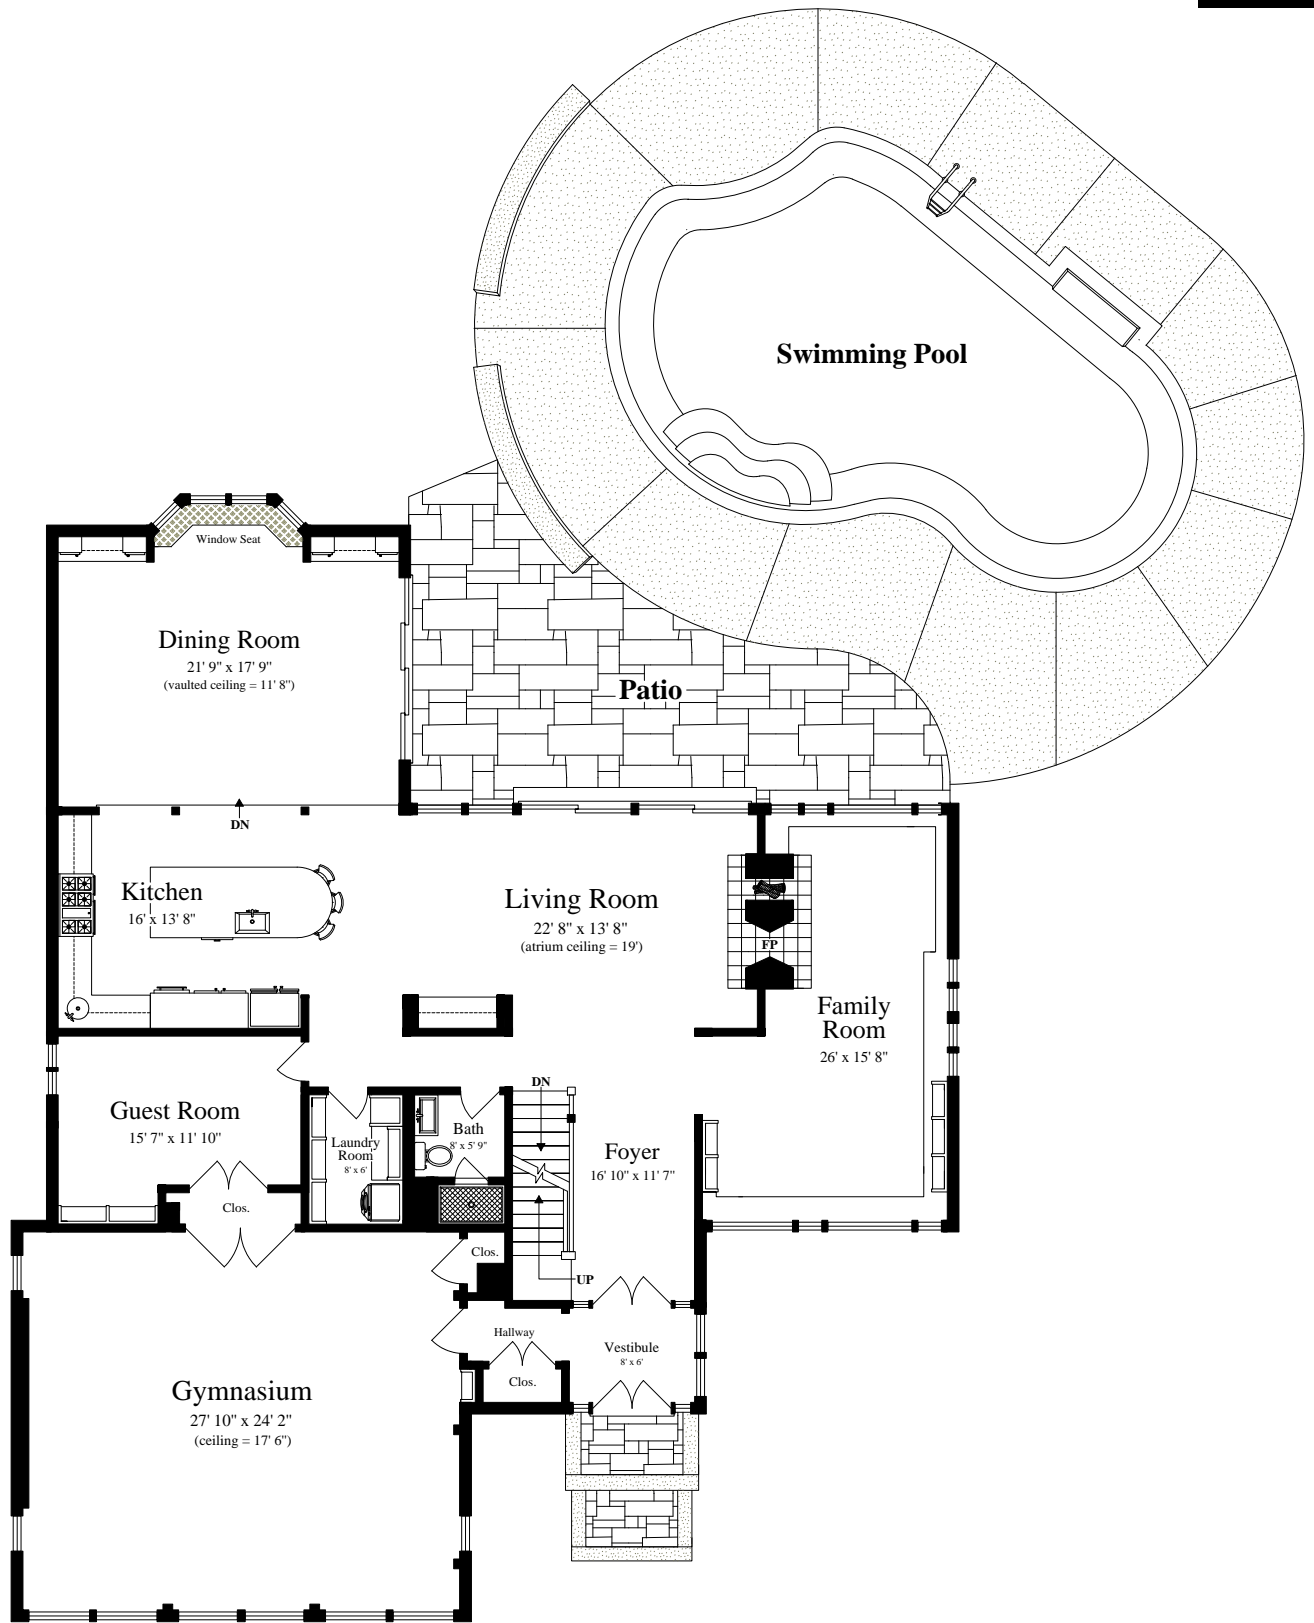 Swimming Pool
Window Seat
Dining Room
21' 9" x 17' 9"
(vaulted ceiling = 11' 8")
Patio
DN
Kitchen
16' x 13' 8"
Living Room
22' 8" x 13' 8"
(atrium ceiling = 19')
FP
Family
Room
26' x 15' 8"
Guest Room
15' 7" x 11' 10"
Laundry
Room
8' x 6'
Bath
8' x 5' 9"
DN
Foyer
16' 10" x 11' 7"
Clos.
Clos.
UP
Hallway
Vestibule
8' x 6'
Clos.
Gymnasium
27' 10" x 24' 2"
(ceiling = 17' 6")